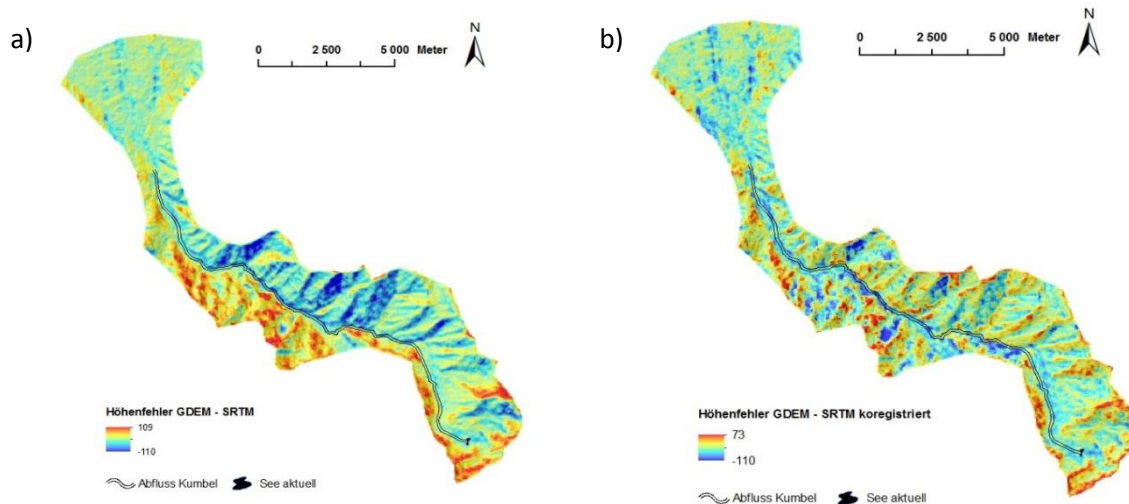 a)
N
0 2 500 5 000 Meter
Höhenfehler GDEM - SRTM
109
-110
Abfluss Kumbel See aktuell
b)
N
0 2 500 5 000 Meter
Höhenfehler GDEM - SRTM koregistriert
73
-110
Abfluss Kumbel See aktuell